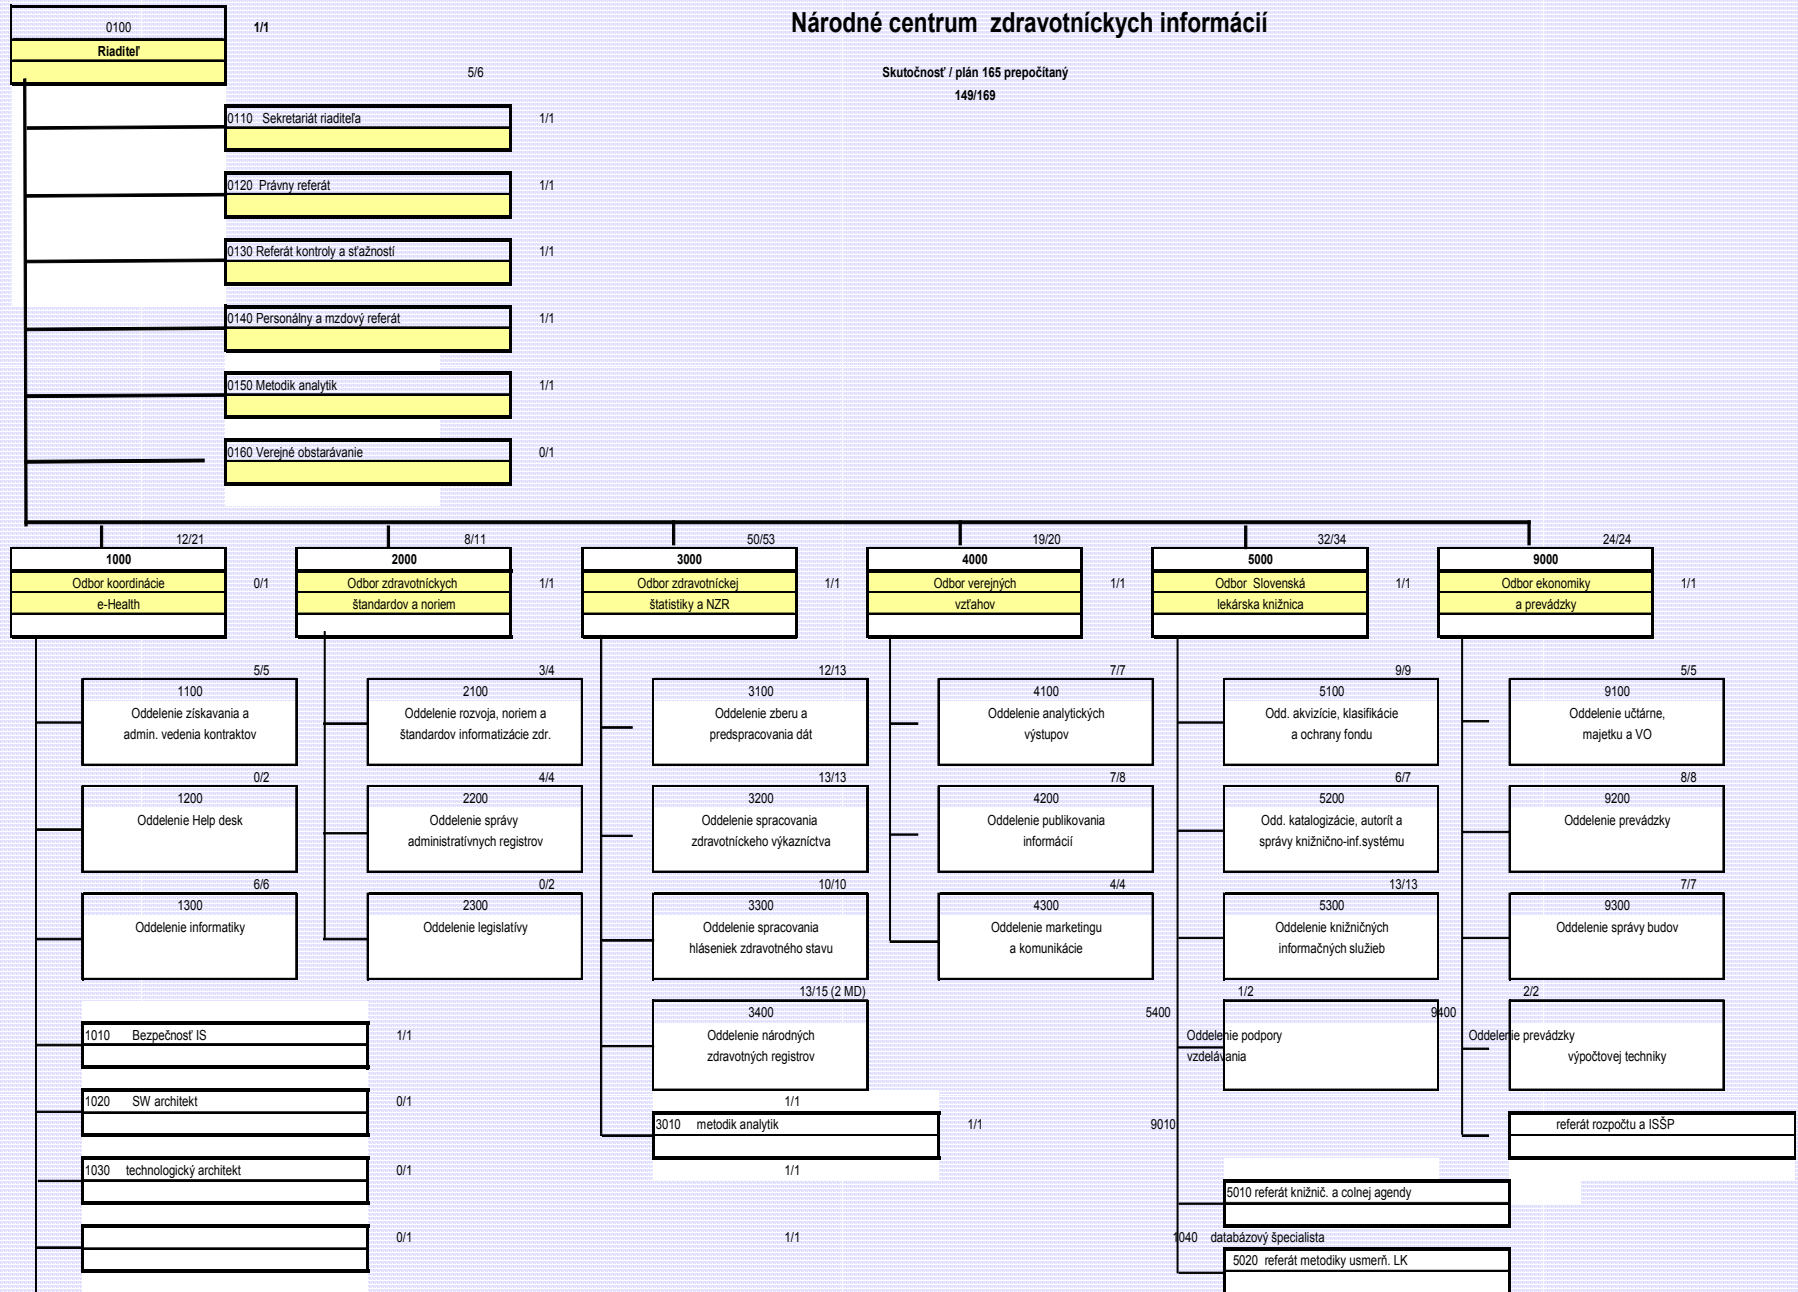 Národné centrum zdravotníckych informácií
0100
1/1
Riaditeľ
5/6
Skutočnosť / plán 165 prepočítaný
149/169
0110 Sekretariát riaditeľa
1/1
0120 Právny referát
1/1
0130 Referát kontroly a sťažností
1/1
0140 Personálny a mzdový referát
1/1
0150 Metodik analytik
1/1
0160 Verejné obstarávanie
0/1
12/21
1000
Odbor koordinácie
e-Health
0/1
8/11
2000
Odbor zdravotníckych
štandardov a noriem
1/1
50/53
3000
Odbor zdravotníckej
štatistiky a NZR
1/1
19/20
4000
Odbor verejných
vzťahov
1/1
32/34
5000
Odbor Slovenská
lekárska knižnica
1/1
24/24
9000
Odbor ekonomiky
a prevádzky
1/1
5/5
1100
Oddelenie získavania a
admin. vedenia kontraktov
3/4
2100
Oddelenie rozvoja, noriem a
štandardov informatizácie zdr.
12/13
3100
Oddelenie zberu a
predspracovania dát
7/7
4100
Oddelenie analytických
výstupov
9/9
5100
Odd. akvizície, klasifikácie
a ochrany fondu
5/5
9100
Oddelenie učtárne,
majetku a VO
0/2
1200
Oddelenie Help desk
4/4
2200
Oddelenie správy
administratívnych registrov
13/13
3200
Oddelenie spracovania
zdravotníckeho výkazníctva
7/8
4200
Oddelenie publikovania
informácií
6/7
5200
Odd. katalogizácie, autorít a
správy knižnično-inf.systému
8/8
9200
Oddelenie prevádzky
6/6
1300
Oddelenie informatiky
0/2
2300
Oddelenie legislatívy
10/10
3300
Oddelenie spracovania
hláseniek zdravotného stavu
4/4
4300
Oddelenie marketingu
a komunikácie
13/13
5300
Oddelenie knižničných
informačných služieb
7/7
9300
Oddelenie správy budov
1010 Bezpečnosť IS
1/1
13/15 (2 MD)
3400
Oddelenie národných
zdravotných registrov
1/2
5400
Oddelenie podpory
vzdelávania
2/2
9400
Oddelenie prevádzky
výpočtovej techniky
1020 SW architekt
0/1
1/1
3010 metodik analytik
1/1
9010
referát rozpočtu a ISŠP
1030 technologický architekt
0/1
1/1
5010 referát knižnič. a colnej agendy
0/1
1/1
1040 databázový špecialista
5020 referát metodiky usmerň. LK